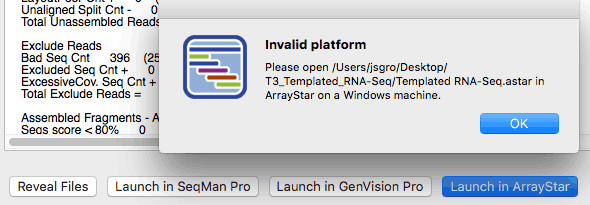 Unaligned Split Cnt - 0 (0
Total Unassembled Reads
Exclude Reads
Bad Seq Cnt 396 (25
Excluded Seq Cnt + 0
ExcessiveCov. Seq Cnt +
Total Exclude Reads =
Assembled Fragments - A
Seqs score < 80% 0
Invalid platform
Please open /Users/jsgro/Desktop/
T3_Templated_RNA-Seq/Templated RNA-Seq.astar in
ArrayStar on a Windows machine.
OK
Reveal Files
Launch in SeqMan Pro
Launch in GenVision Pro
Launch in ArrayStar